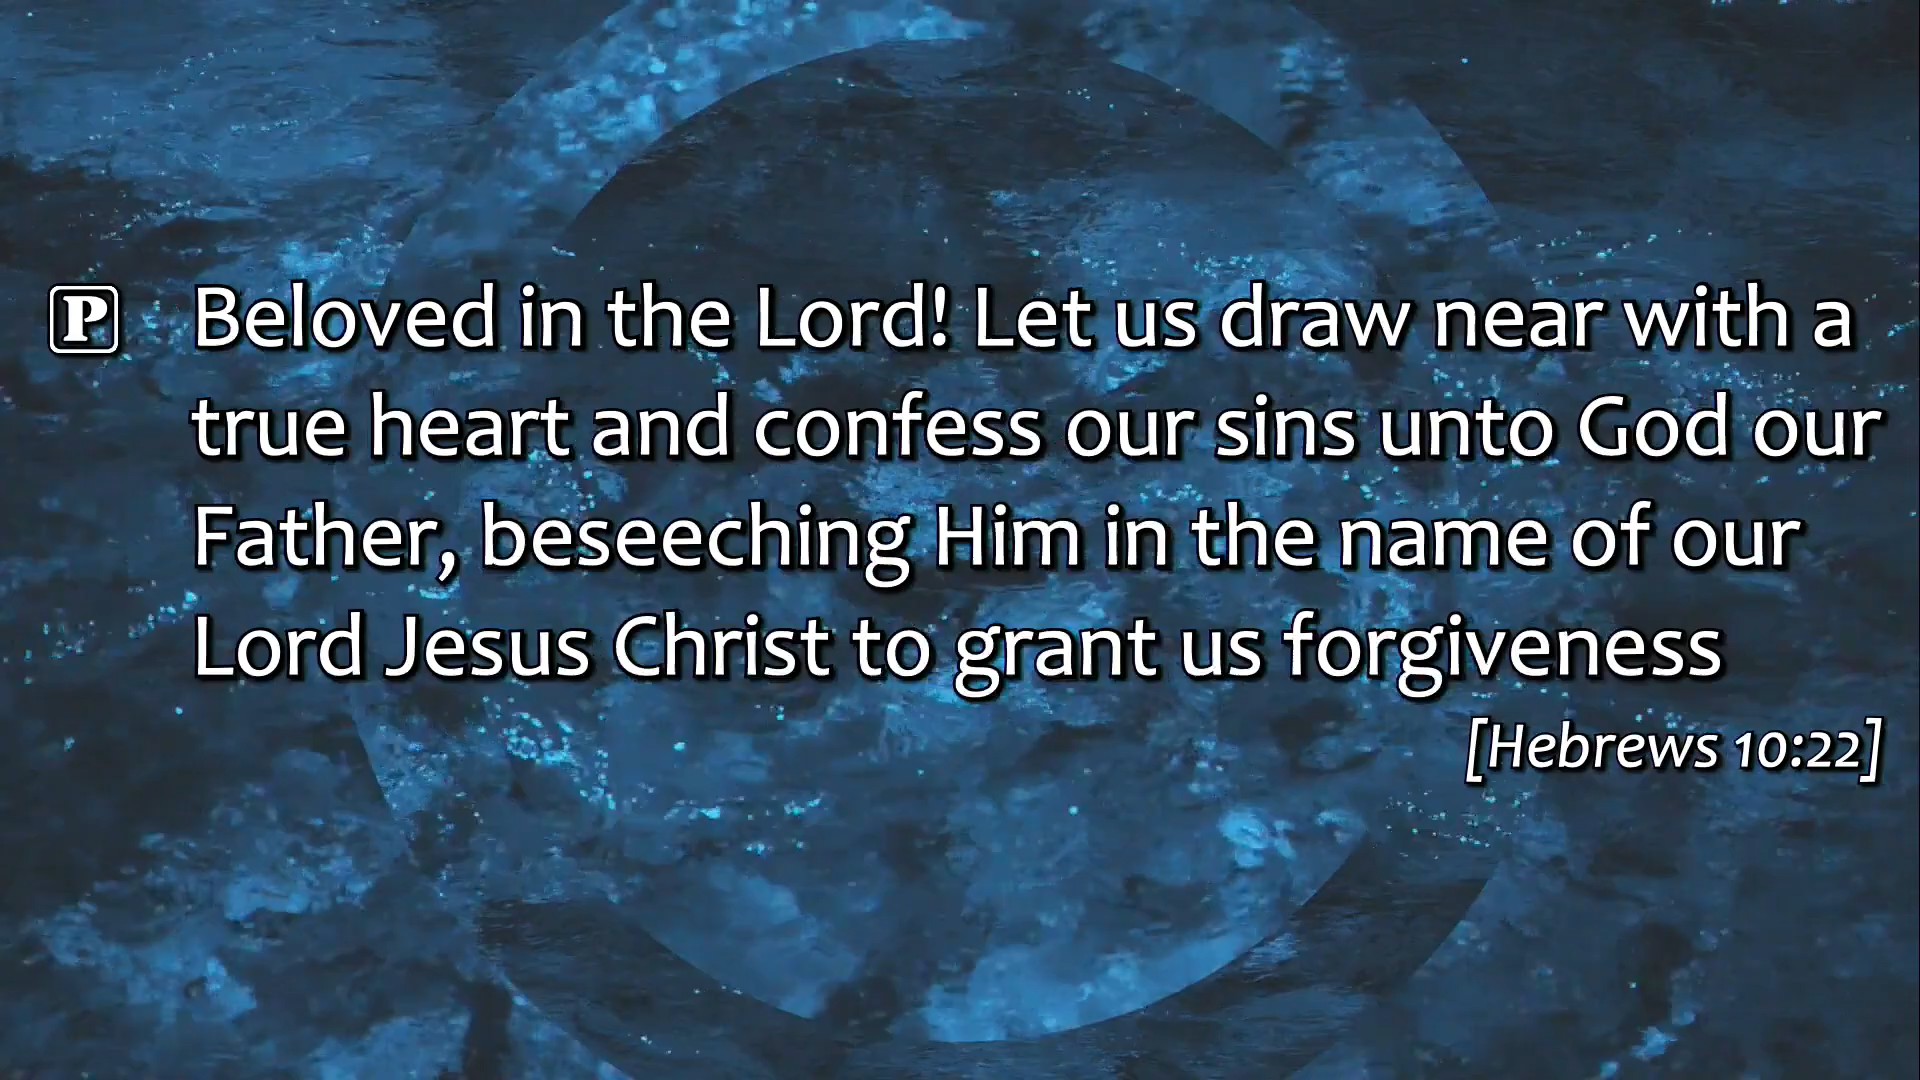 P Beloved in the Lord! Let us draw near with a
true heart and confess our sins unto God our
Father, beseeching Him in the name of our
Lord Jesus Christ to grant us forgiveness
[Hebrews 10:22]